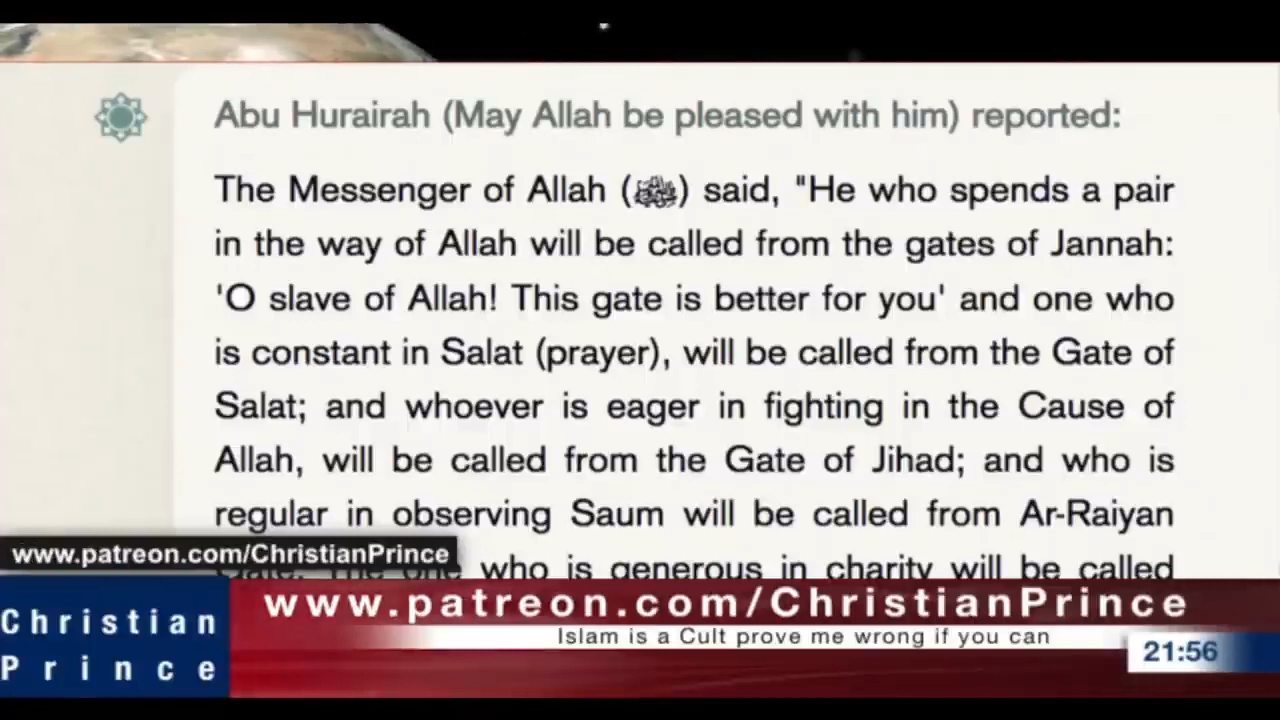 Abu Hurairah (May Allah be pleased with him) reported:
The Messenger of Allah (ﷺ) said, "He who spends a pair
in the way of Allah will be called from the gates of Jannah:
'O slave of Allah! This gate is better for you' and one who
is constant in Salat (prayer), will be called from the Gate of
Salat; and whoever is eager in fighting in the Cause of
Allah, will be called from the Gate of Jihad; and who is
regular in observing Saum will be called from Ar-Raiyan
Gate. The one who is generous in charity will be called
www.patreon.com/ChristianPrince
Christian
Prince
www.patreon.com/ChristianPrince
Islam is a Cult prove me wrong if you can
21:56